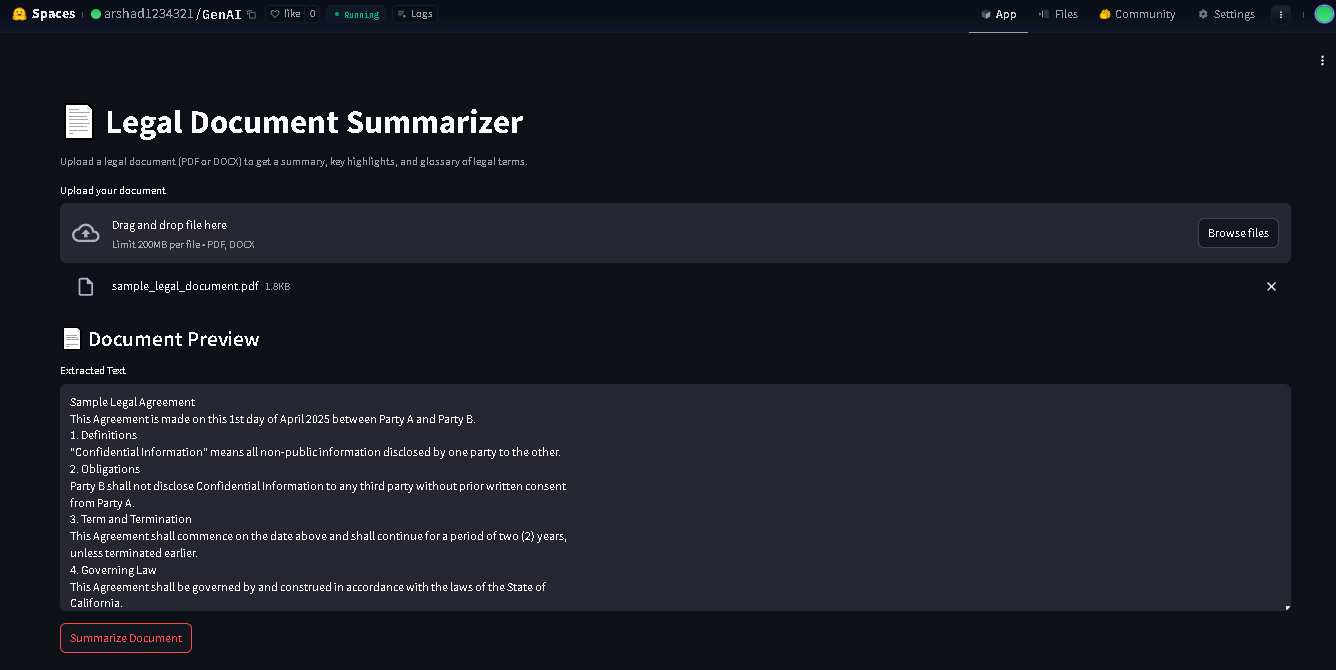 Spaces arshad1234321/GenAI like 0 Running Logs App Files Community Settings
Legal Document Summarizer
Upload a legal document (PDF or DOCX) to get a summary, key highlights, and glossary of legal terms.
Upload your document
Drag and drop file here
Limit 200MB per file • PDF, DOCX
Browse files
sample_legal_document.pdf 1.8KB
Document Preview
Extracted Text
Sample Legal Agreement
This Agreement is made on this 1st day of April 2025 between Party A and Party B.
1. Definitions
"Confidential Information" means all non-public information disclosed by one party to the other.
2. Obligations
Party B shall not disclose Confidential Information to any third party without prior written consent
from Party A.
3. Term and Termination
This Agreement shall commence on the date above and shall continue for a period of two (2) years,
unless terminated earlier.
4. Governing Law
This Agreement shall be governed by and construed in accordance with the laws of the State of
California.
Summarize Document